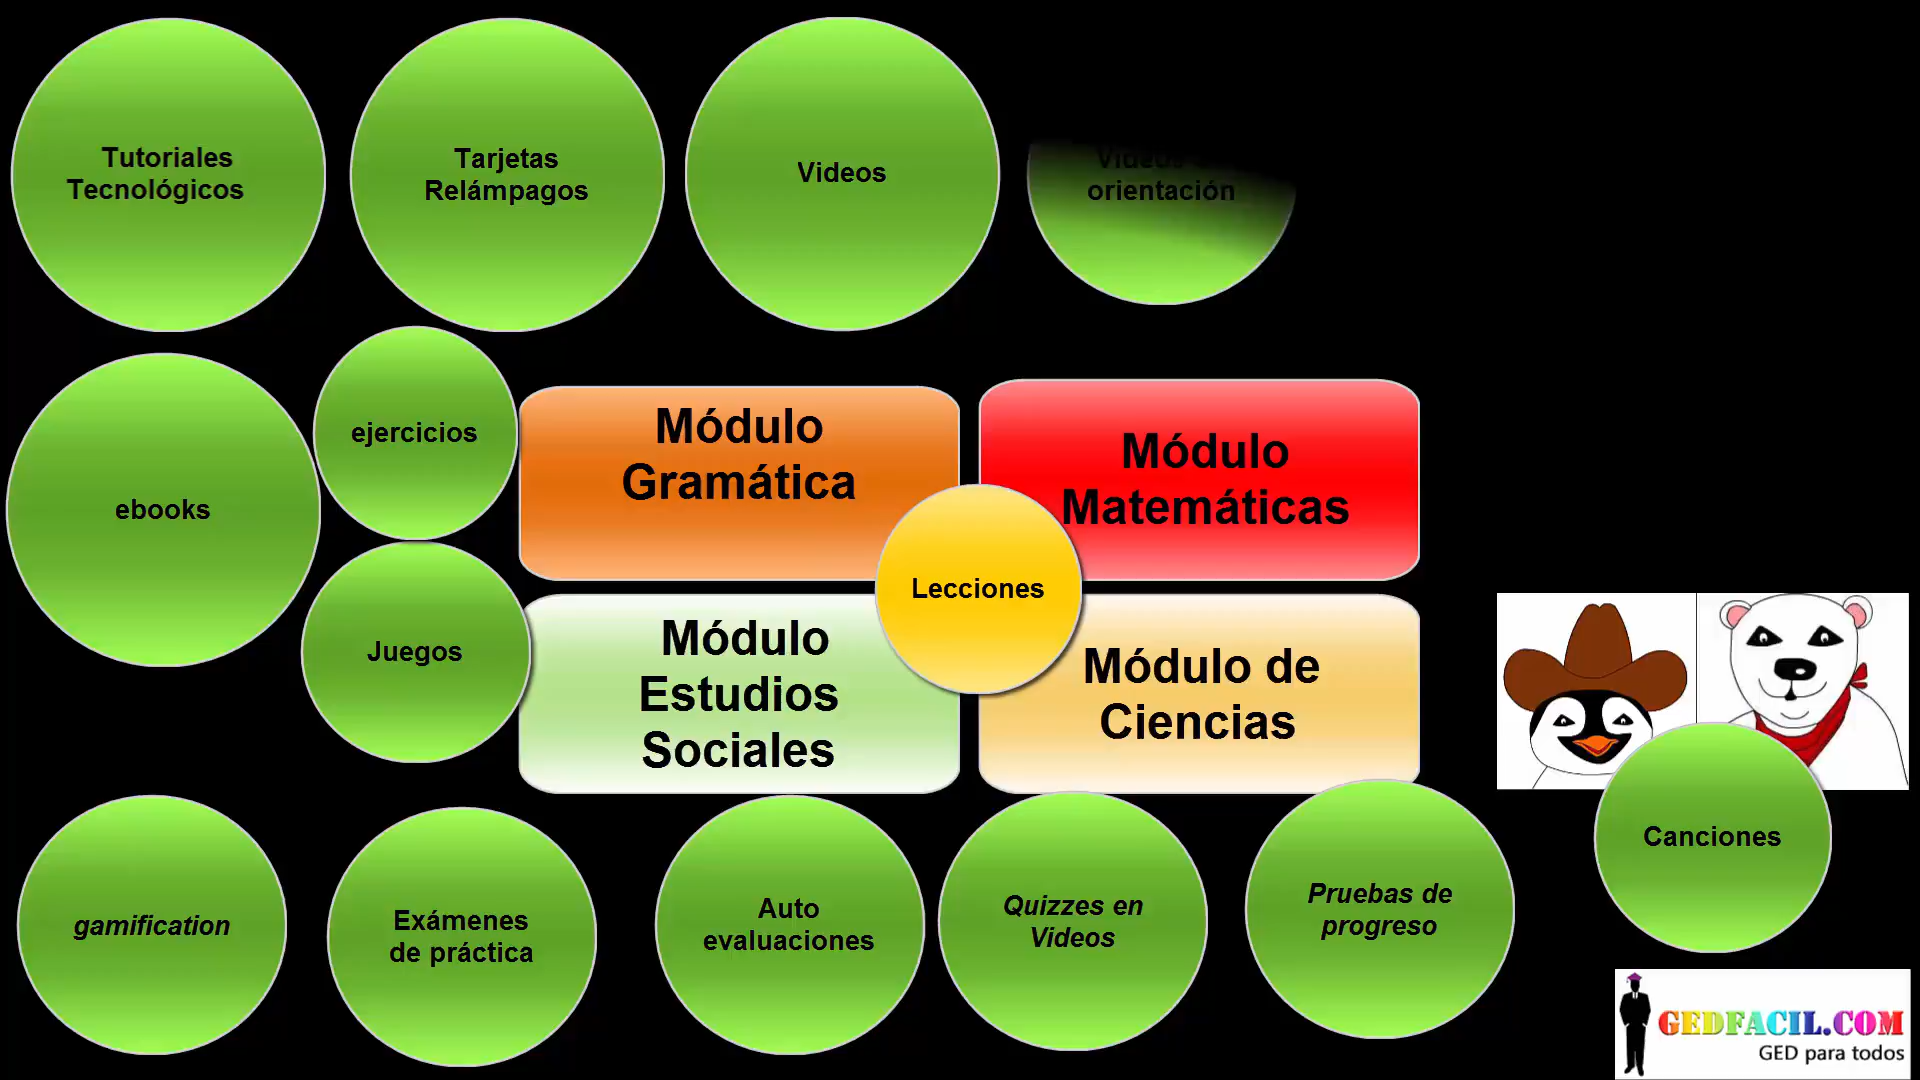 Tutoriales
Tecnológicos
Tarjetas
Relámpagos
Videos
Videos
orientación
ebooks
ejercicios
Juegos
Módulo
Gramática
Módulo
Matemáticas
Lecciones
Módulo
Estudios
Sociales
Módulo de
Ciencias
Canciones
gamification
Exámenes
de práctica
Auto
evaluaciones
Quizzes en
Videos
Pruebas de
progreso
GEDFACIL.COM
GED para todos